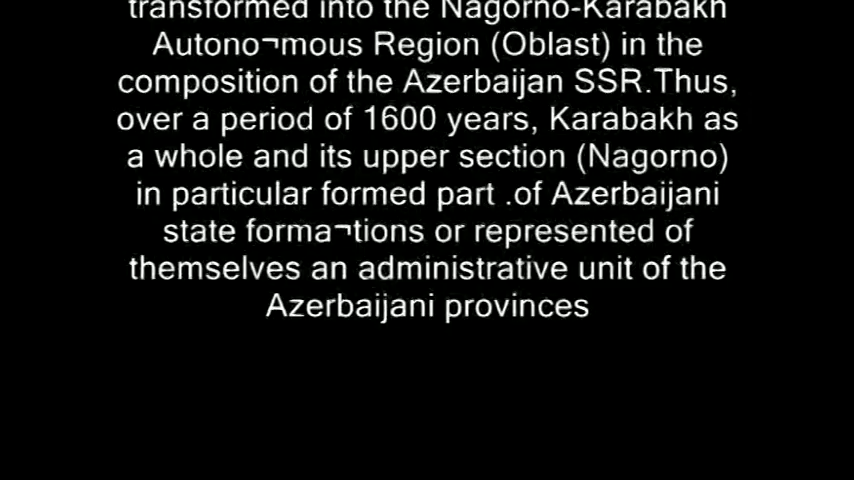 transformed into the Nagorno-Karabakh
Autono¬mous Region (Oblast) in the
composition of the Azerbaijan SSR.Thus,
over a period of 1600 years, Karabakh as
a whole and its upper section (Nagorno)
in particular formed part .of Azerbaijani
state forma¬tions or represented of
themselves an administrative unit of the
Azerbaijani provinces